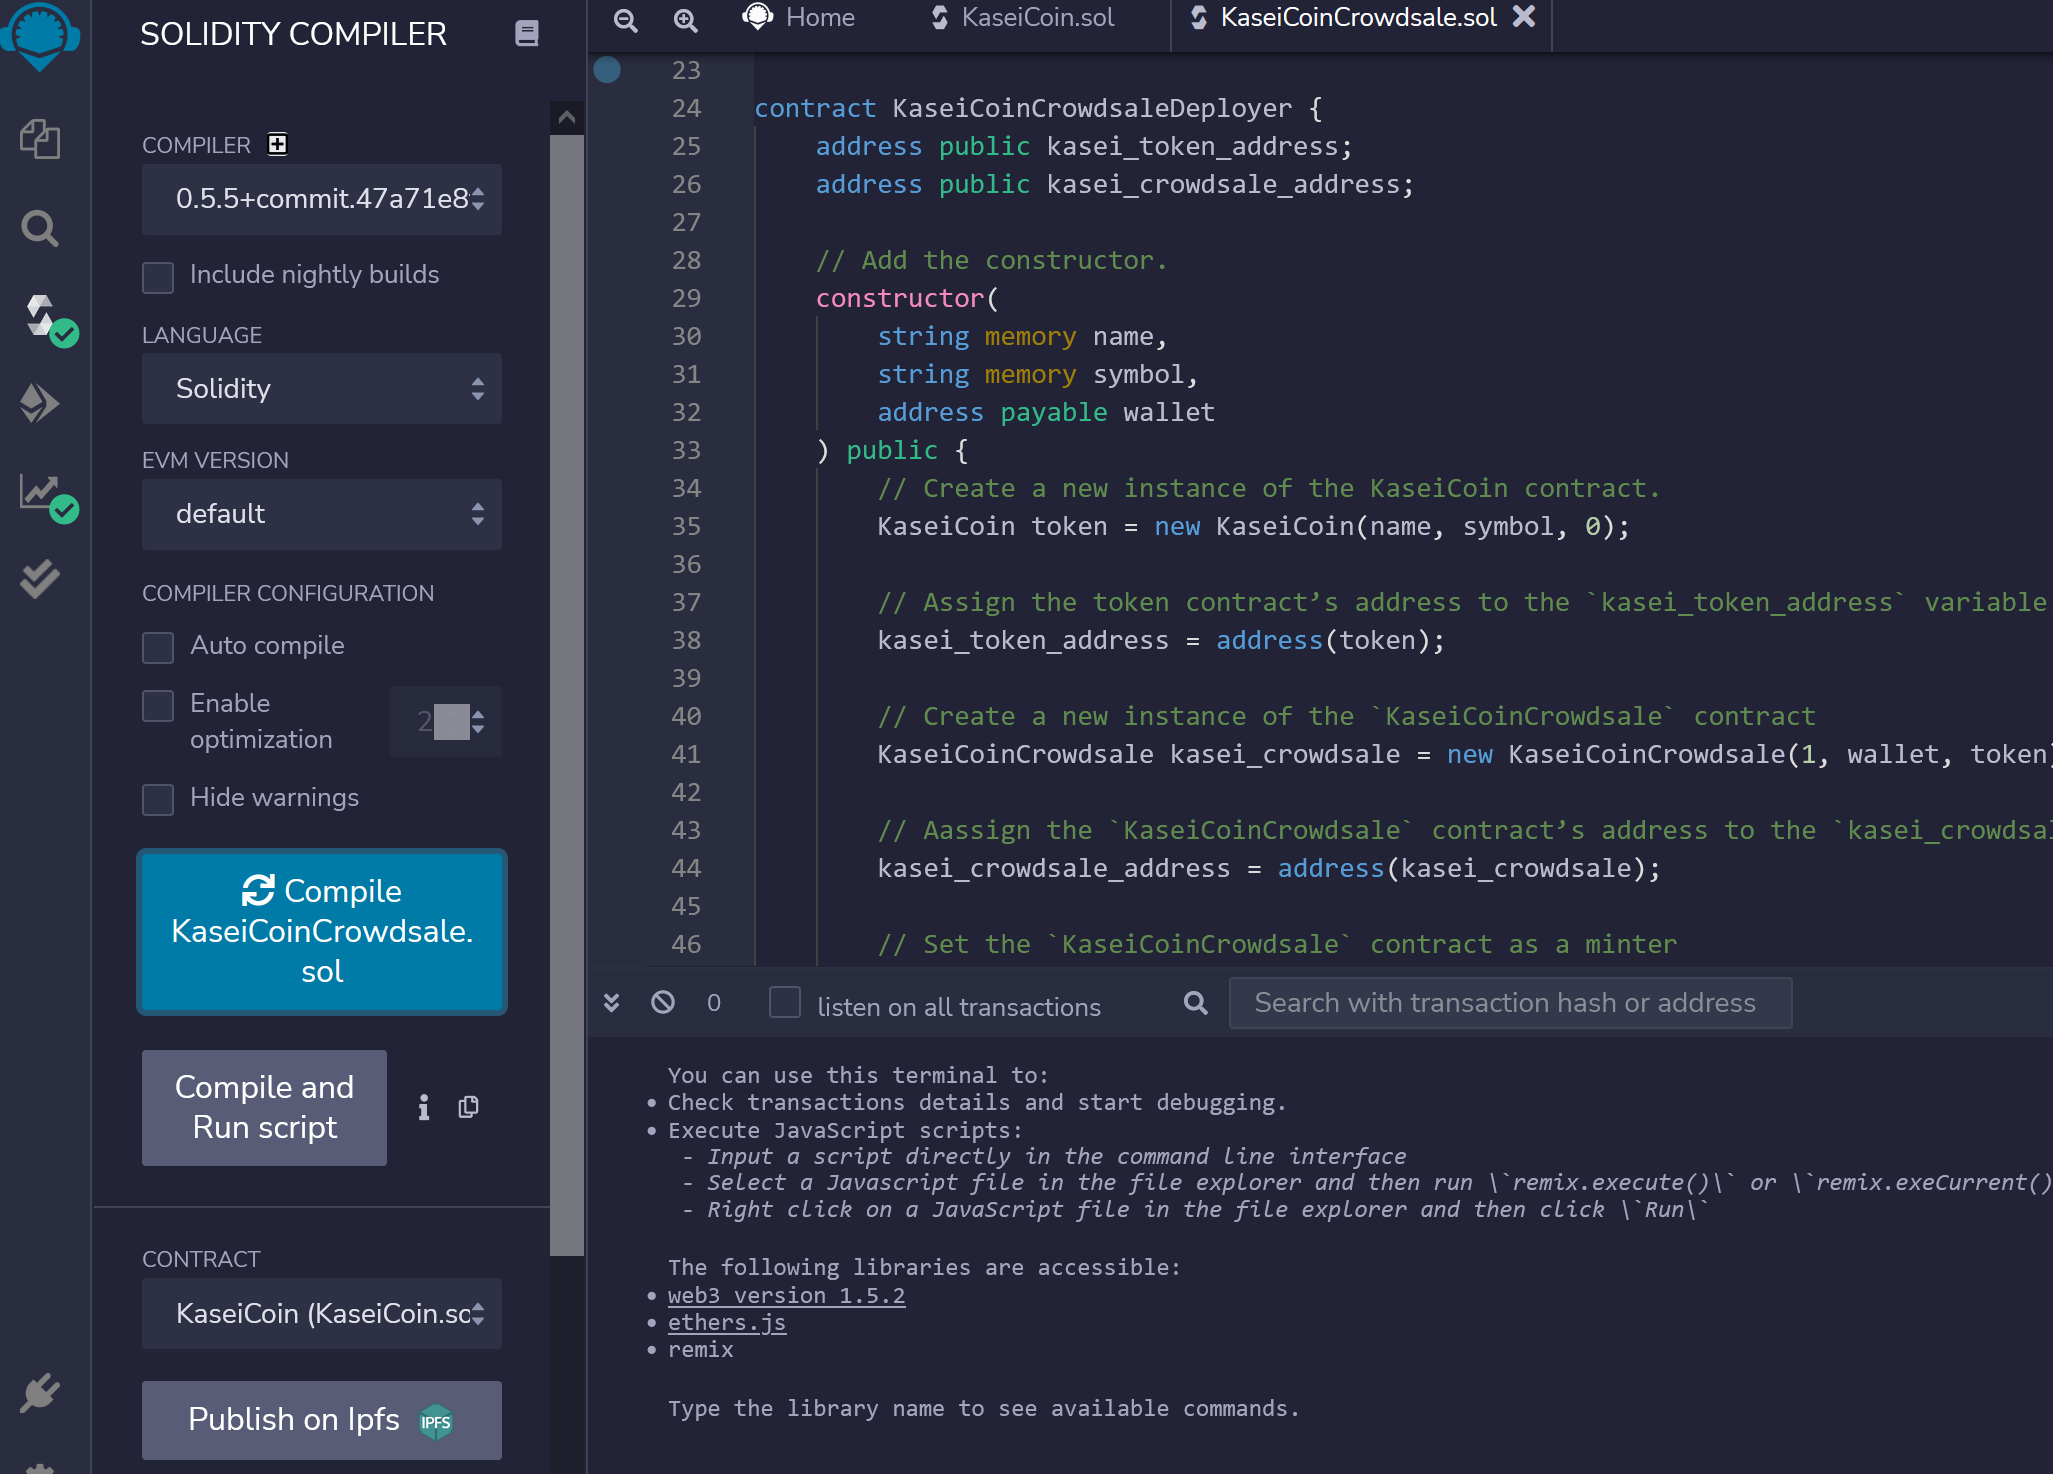 SOLIDITY COMPILER
COMPILER
0.5.5+commit.47a71e8
Include nightly builds
LANGUAGE
Solidity
EVM VERSION
default
COMPILER CONFIGURATION
Auto compile
Enable
optimization
2
Hide warnings
Compile
KaseiCoinCrowdsale.
sol
Compile and
Run script
CONTRACT
KaseiCoin (KaseiCoin.so
Publish on Ipfs IPFS
Home KaseiCoin.sol KaseiCoinCrowdsale.sol
23
24 contract KaseiCoinCrowdsaleDeployer {
25 address public kasei_token_address;
26 address public kasei_crowdsale_address;
27
28 // Add the constructor.
29 constructor(
30 string memory name,
31 string memory symbol,
32 address payable wallet
33 ) public {
34 // Create a new instance of the KaseiCoin contract.
35 KaseiCoin token = new KaseiCoin(name, symbol, 0);
36
37 // Assign the token contract’s address to the `kasei_token_address` variable
38 kasei_token_address = address(token);
39
40 // Create a new instance of the `KaseiCoinCrowdsale` contract
41 KaseiCoinCrowdsale kasei_crowdsale = new KaseiCoinCrowdsale(1, wallet, token)
42
43 // Aassign the `KaseiCoinCrowdsale` contract’s address to the `kasei_crowdsal
44 kasei_crowdsale_address = address(kasei_crowdsale);
45
46 // Set the `KaseiCoinCrowdsale` contract as a minter
0 listen on all transactions Search with transaction hash or address
You can use this terminal to:
• Check transactions details and start debugging.
• Execute JavaScript scripts:
- Input a script directly in the command line interface
- Select a Javascript file in the file explorer and then run \`remix.execute()\` or \`remix.exeCurrent()
- Right click on a JavaScript file in the file explorer and then click \`Run\`
The following libraries are accessible:
• web3 version 1.5.2
• ethers.js
• remix
Type the library name to see available commands.